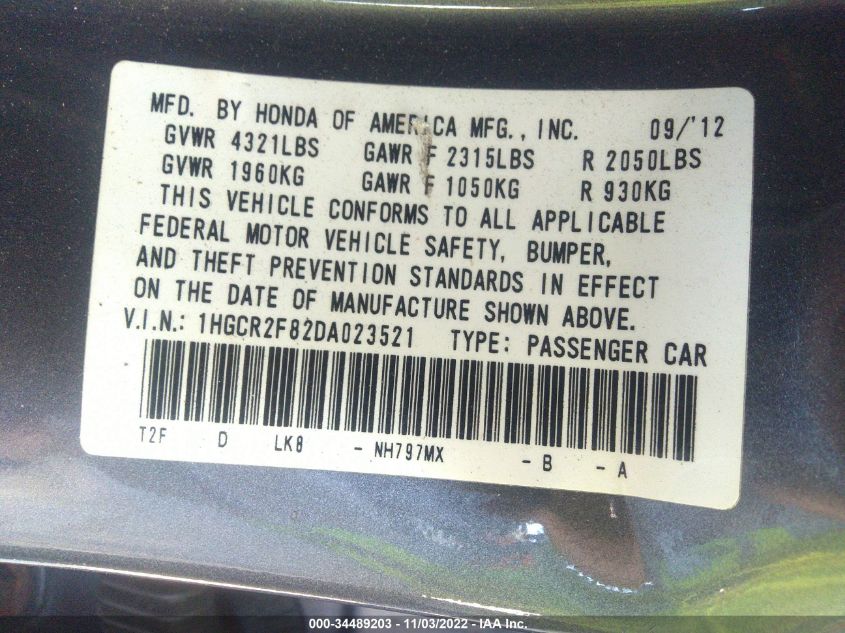 MFD. BY HONDA OF AMERICA MFG., INC. 09/'12
GVWR 4321LBS GAWR F 2315LBS R 2050LBS
GVWR 1960KG GAWR F 1050KG R 930KG
THIS VEHICLE CONFORMS TO ALL APPLICABLE
FEDERAL MOTOR VEHICLE SAFETY, BUMPER,
AND THEFT PREVENTION STANDARDS IN EFFECT
ON THE DATE OF MANUFACTURE SHOWN ABOVE.
V.I.N.: 1HGCR2F82DA023521 TYPE: PASSENGER CAR
T2F D LK8 - NH797MX - B - A
000-34489203 - 11/03/2022 - IAA Inc.